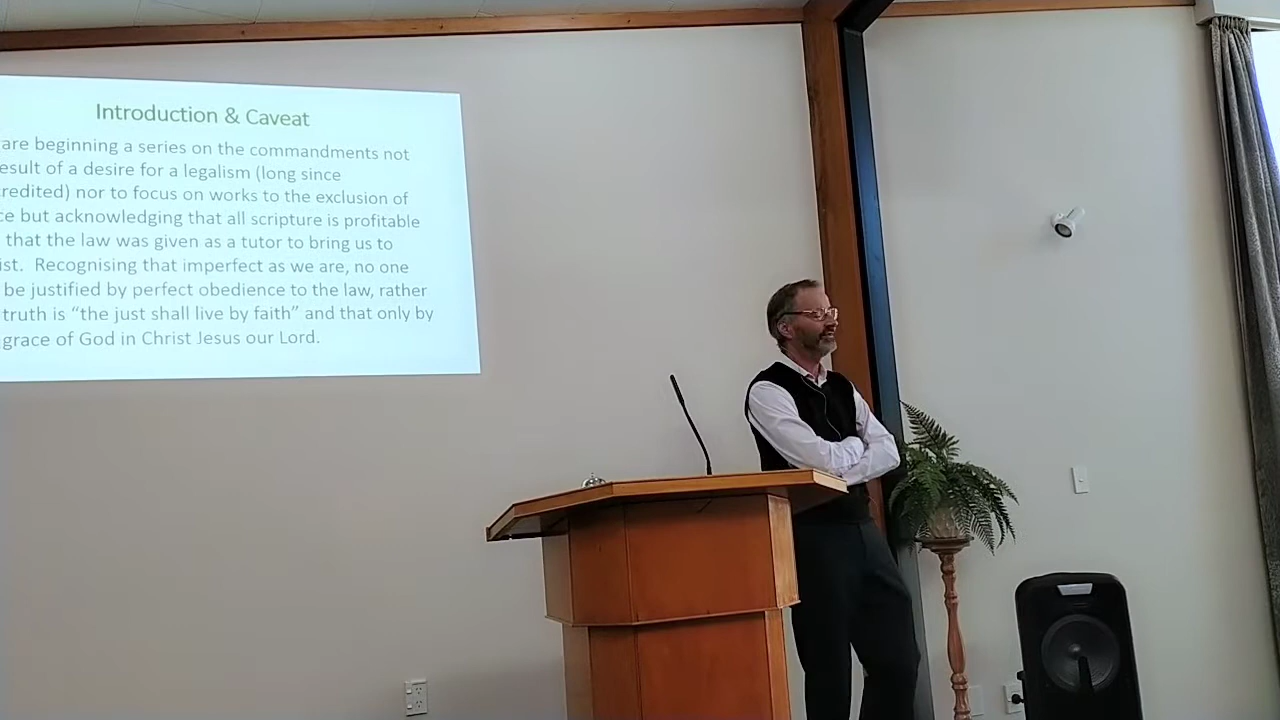 Introduction & Caveat
are beginning a series on the commandments not
esult of a desire for a legalism (long since
credited) nor to focus on works to the exclusion of
ce but acknowledging that all scripture is profitable
that the law was given as a tutor to bring us to
ist. Recognising that imperfect as we are, no one
be justified by perfect obedience to the law, rather
truth is “the just shall live by faith” and that only by
grace of God in Christ Jesus our Lord.